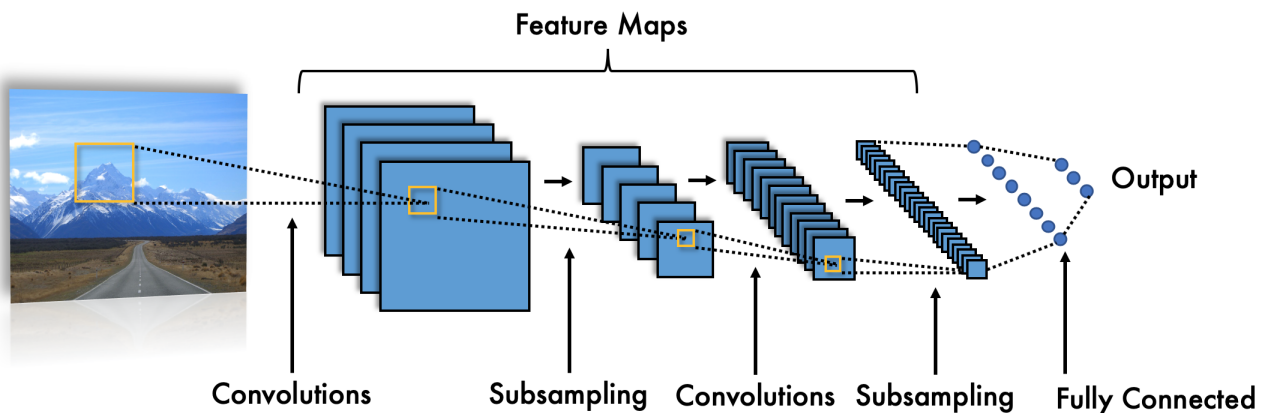 Feature Maps
Output
Convolutions
Subsampling
Convolutions
Subsampling
Fully Connected